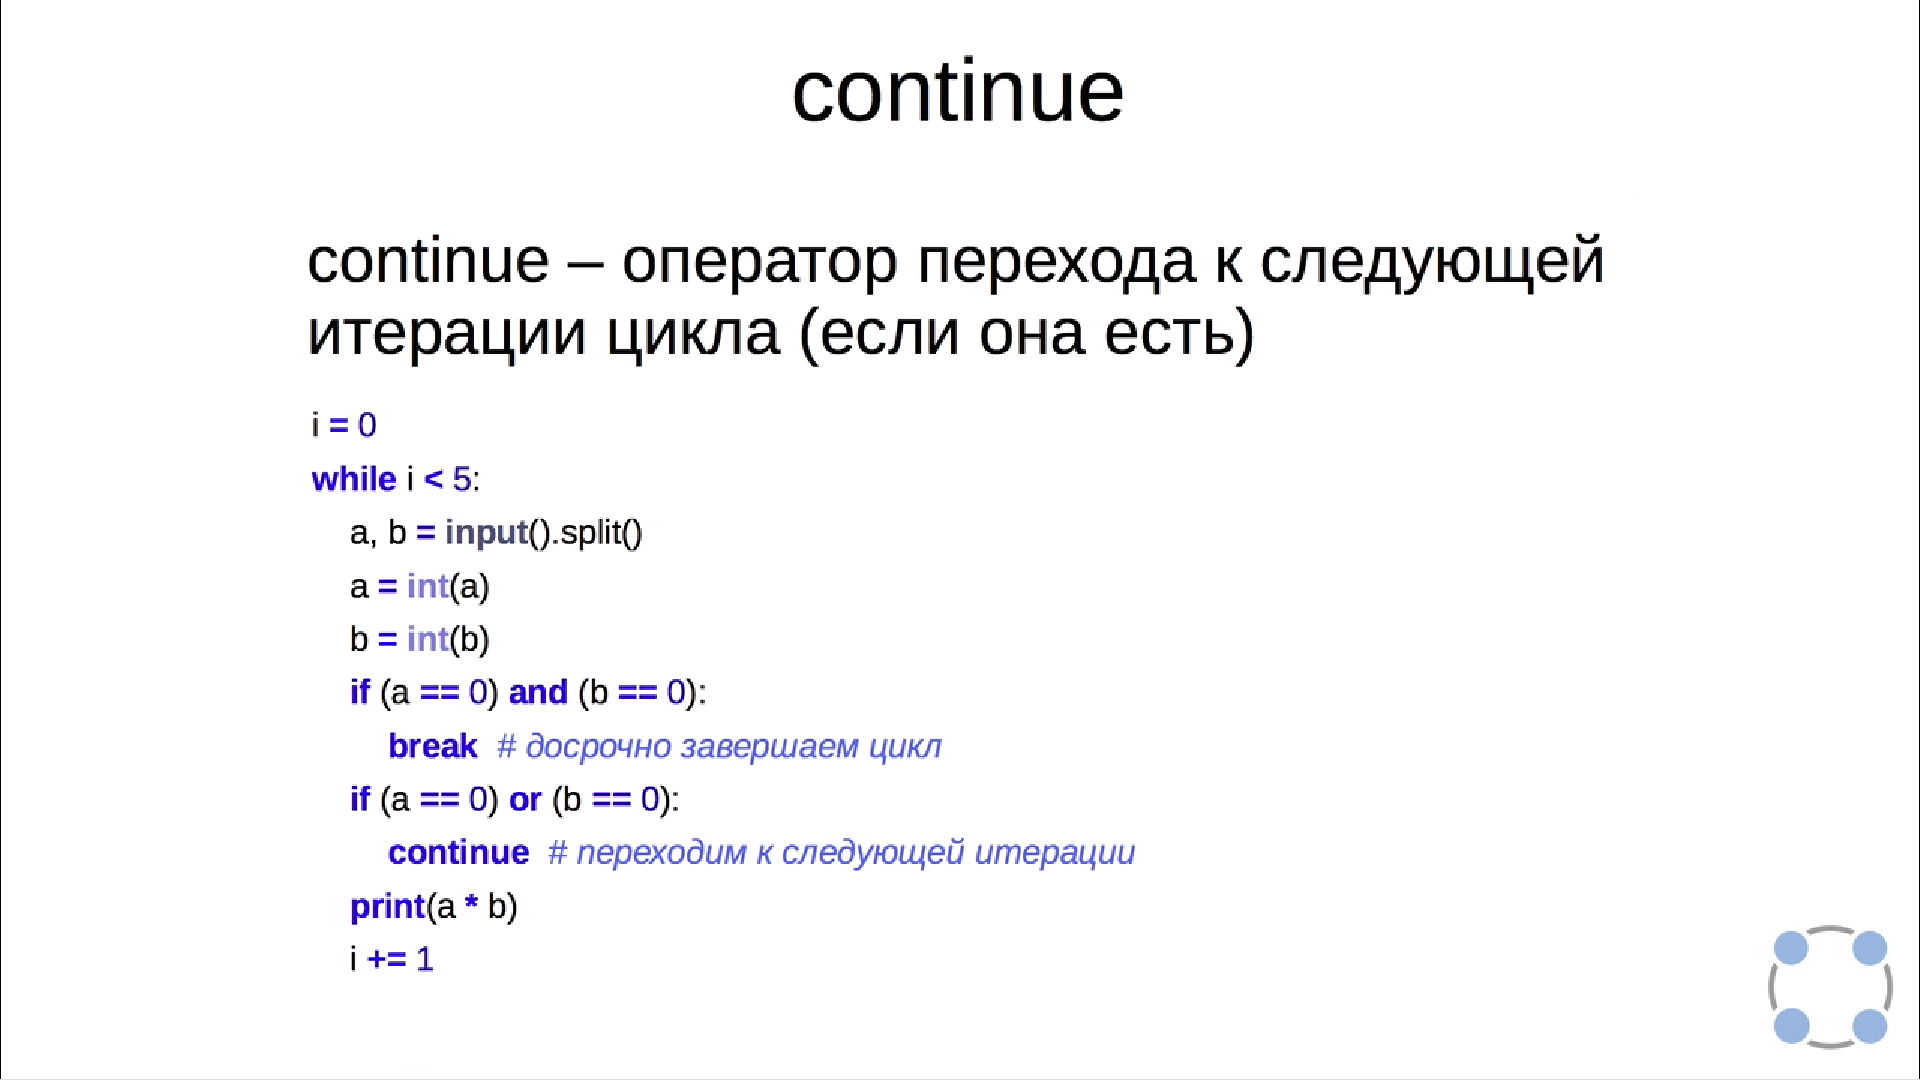 continue
continue – оператор перехода к следующей
итерации цикла (если она есть)
i = 0
while i < 5:
    a, b = input().split()
    a = int(a)
    b = int(b)
    if (a == 0) and (b == 0):
        break  # досрочно завершаем цикл
    if (a == 0) or (b == 0):
        continue  # переходим к следующей итерации
    print(a * b)
    i += 1